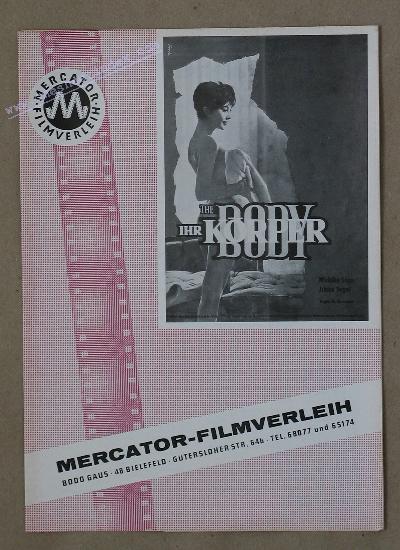 MERCATOR
M
FILMVERLEIH
THE BODY
IHR KÖRPER
BODY
MERCATOR-FILMVERLEIH
BODO GAUS · 48 BIELEFELD · GÜTERSLOHER STR. 64b · TEL. 68077 und 65174